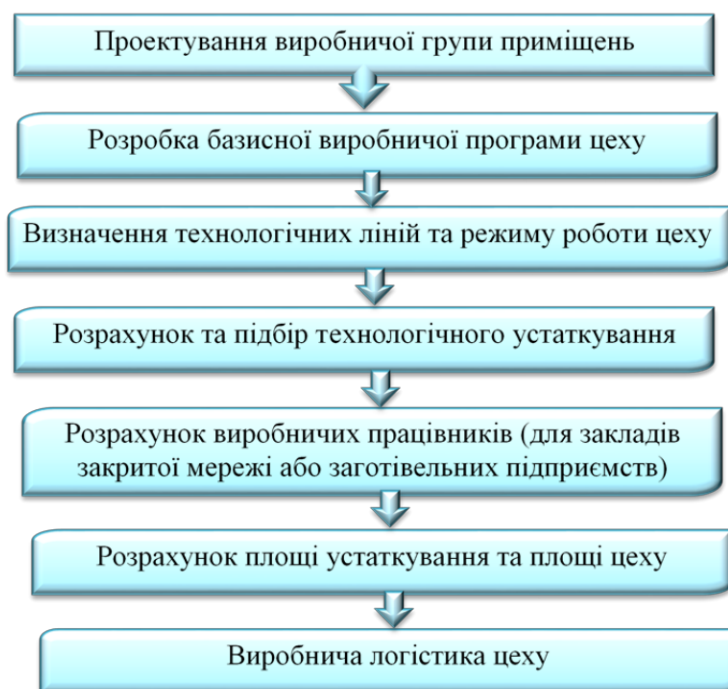 Проектування виробничої групи приміщень
Розробка базисної виробничої програми цеху
Визначення технологічних ліній та режиму роботи цеху
Розрахунок та підбір технологічного устаткування
Розрахунок виробничих працівників (для закладів
закритої мережі або заготівельних підприємств)
Розрахунок площі устаткування та площі цеху
Виробнича логістика цеху